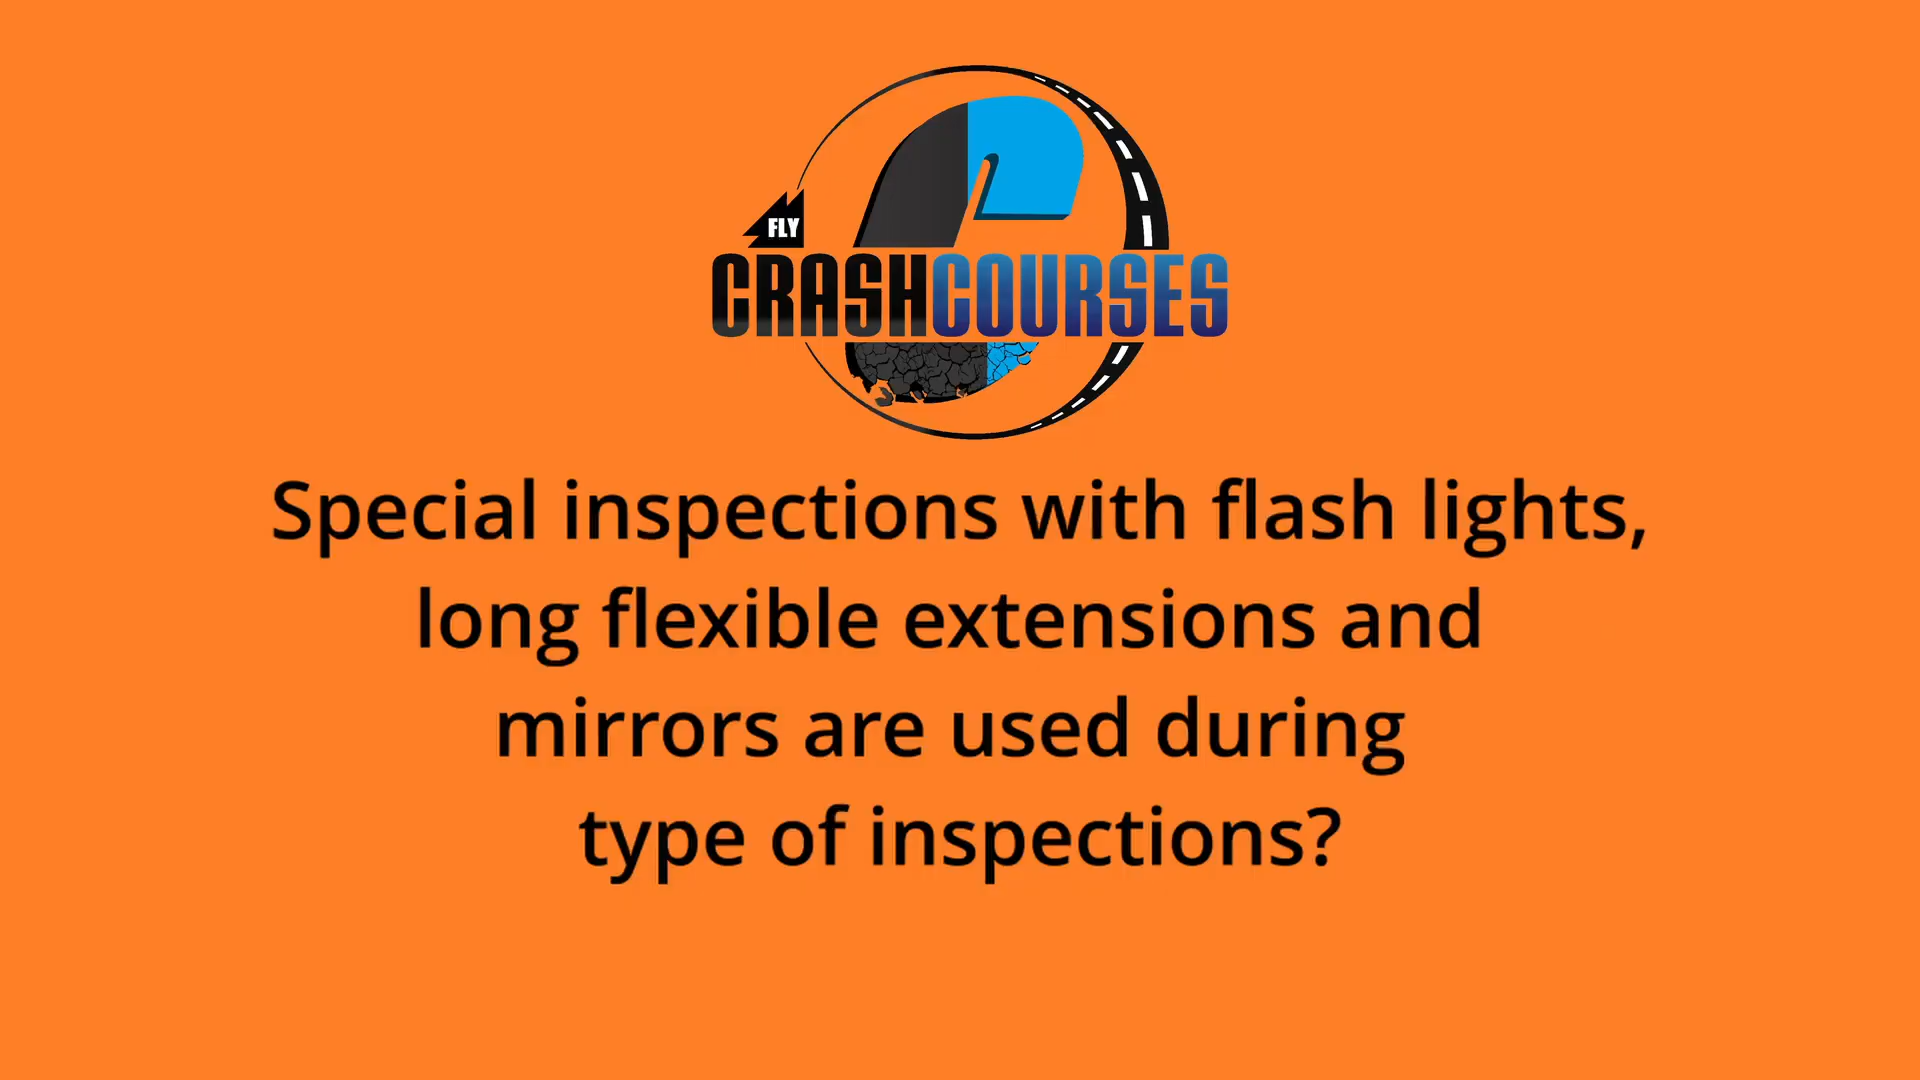 FLY
CRASHCOURSES
Special inspections with flash lights,
long flexible extensions and
mirrors are used during
type of inspections?